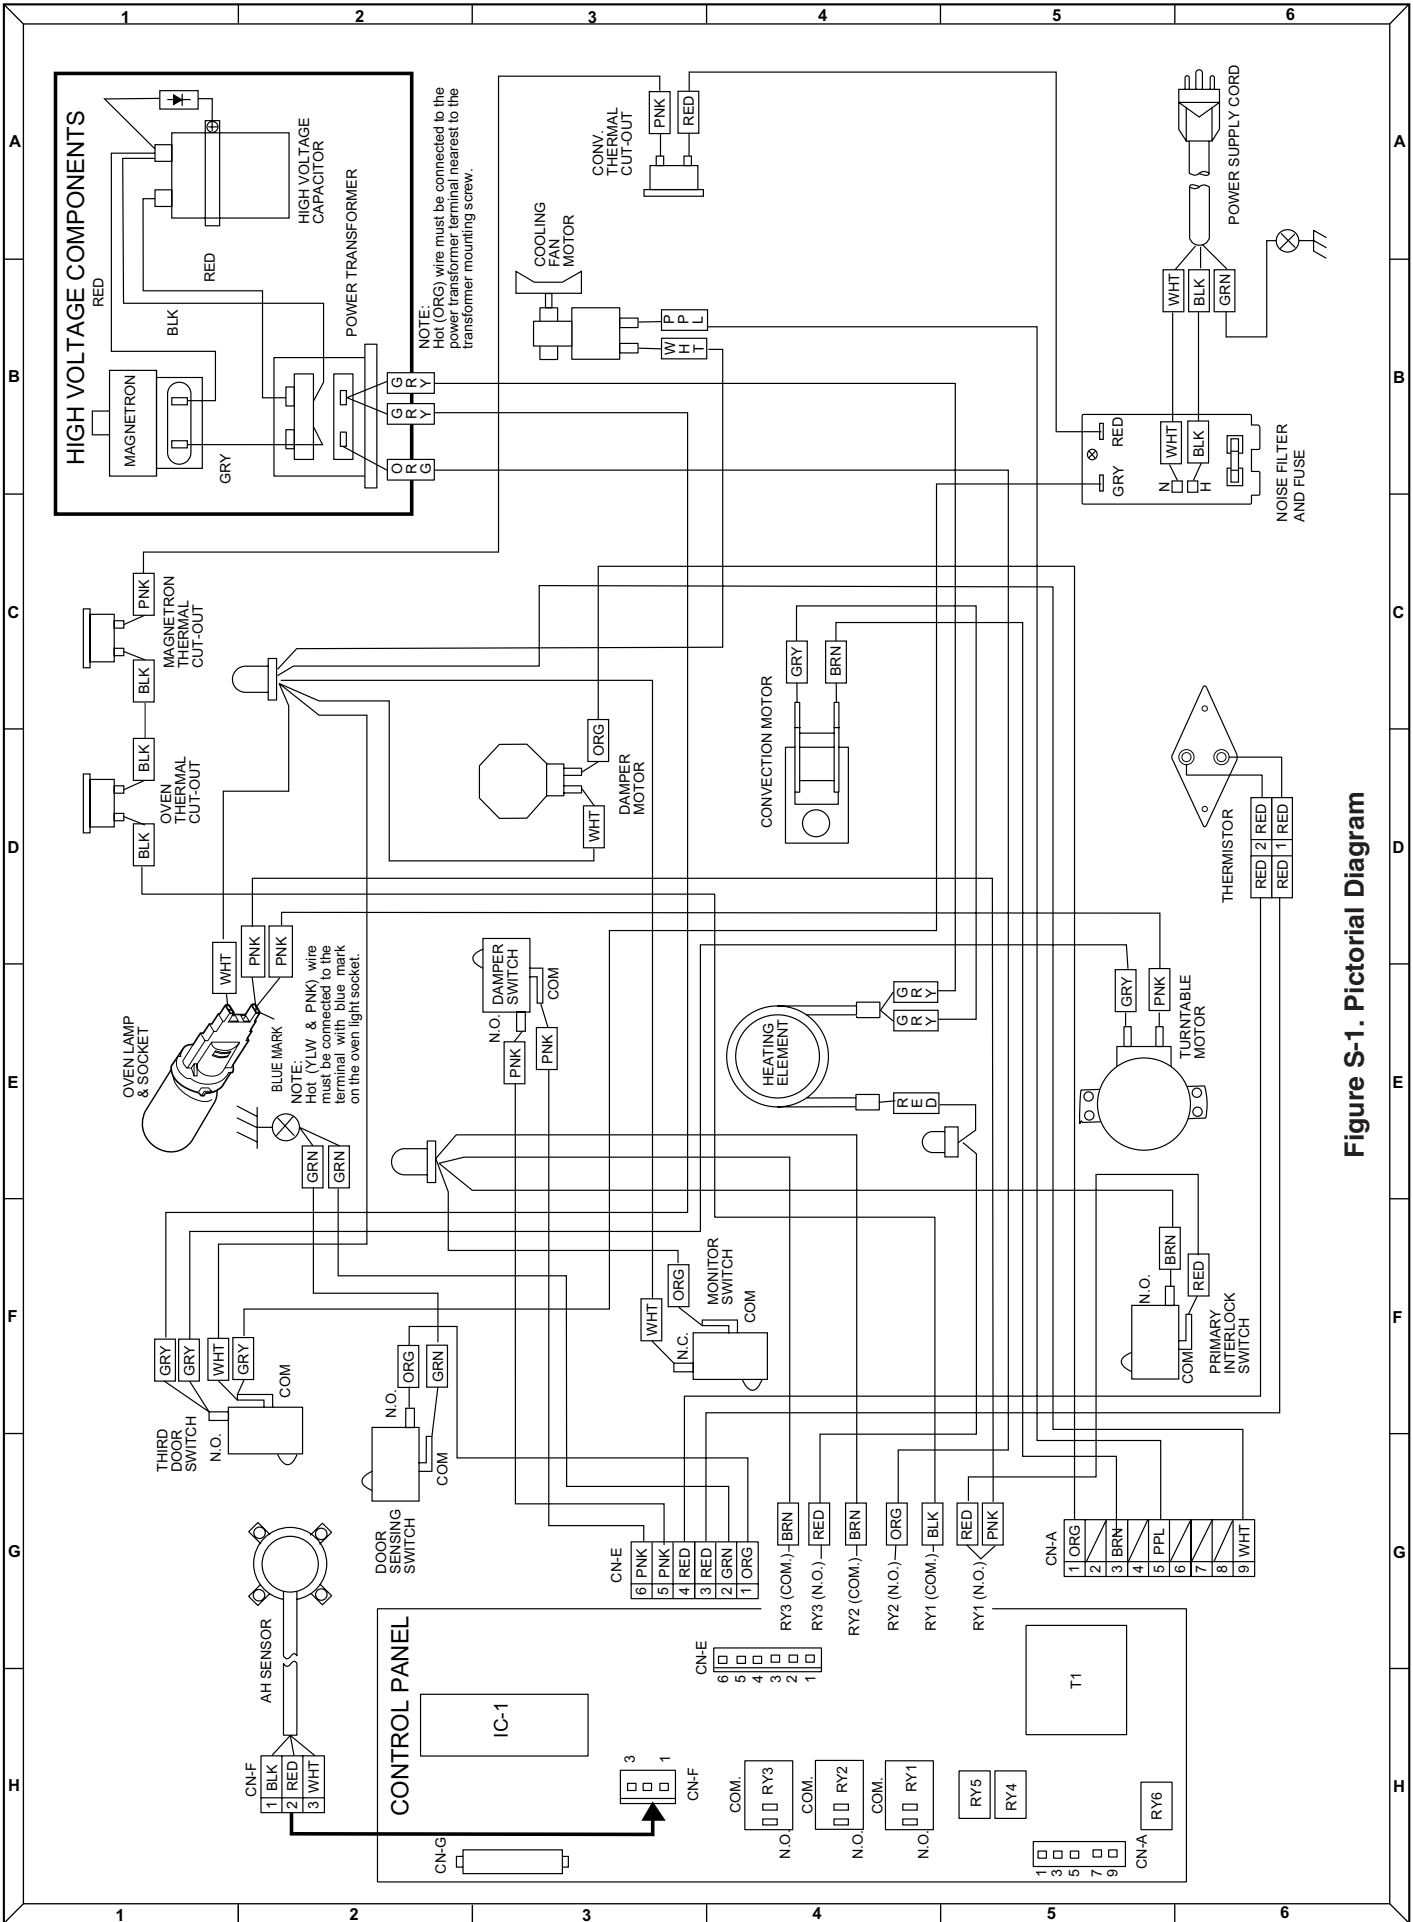 1 2 3 4 5 6
A
B
C
D
E
F
G
H
A
B
C
D
E
F
G
H
1 2 3 4 5 6
HIGH VOLTAGE COMPONENTS
MAGNETRON
GRY
RED
BLK
RED
HIGH VOLTAGE
CAPACITOR
POWER TRANSFORMER
GRY
GRY
ORG
NOTE:
Hot (ORG) wire must be connected to the
power transformer terminal nearest to the
transformer mounting screw.
CONV.
THERMAL
CUT-OUT
PNK
RED
COOLING
FAN
MOTOR
WHT
PPL
POWER SUPPLY CORD
WHT
BLK
GRN
GRY
RED
WHT
BLK
N
H
NOISE FILTER
AND FUSE
PNK
BLK
MAGNETRON
THERMAL
CUT-OUT
BLK
BLK
OVEN
THERMAL
CUT-OUT
ORG
WHT
DAMPER
MOTOR
CONVECTION MOTOR
GRY
BRN
THERMISTOR
RED 2 RED
RED 1 RED
OVEN LAMP
& SOCKET
WHT
PNK
PNK
BLUE MARK
NOTE:
Hot (YLW & PNK) wire
must be connected to the
terminal with blue mark
on the oven light socket.
GRN
GRN
DAMPER
SWITCH
N.O.
COM
PNK
PNK
HEATING
ELEMENT
GRY
GRY
RED
GRY
PNK
TURNTABLE
MOTOR
GRY
GRY
WHT
GRY
COM
N.O.
THIRD
DOOR
SWITCH
ORG
GRN
N.O.
COM
DOOR
SENSING
SWITCH
WHT
ORG
N.C.
COM
MONITOR
SWITCH
BRN
RED
N.O.
COM
PRIMARY
INTERLOCK
SWITCH
AH SENSOR
CN-F
1 BLK
2 RED
3 WHT
CN-E
6 PNK
5 PNK
4 RED
3 RED
2 GRN
1 ORG
RY3 (COM.) BRN
RY3 (N.O.) RED
RY2 (COM.) BRN
RY2 (N.O.) ORG
RY1 (COM.) BLK
RY1 (N.O.) RED
PNK
CN-A
1 ORG
2
3 BRN
4
5 PPL
6
7
8
9 WHT
CONTROL PANEL
CN-G
IC-1
3
1
CN-F
CN-E
6
5
4
3
2
1
COM.
RY3
N.O.
COM.
RY2
N.O.
COM.
RY1
N.O.
T1
RY5
RY4
RY6
1
3
5
7
9
CN-A
Figure S-1. Pictorial Diagram